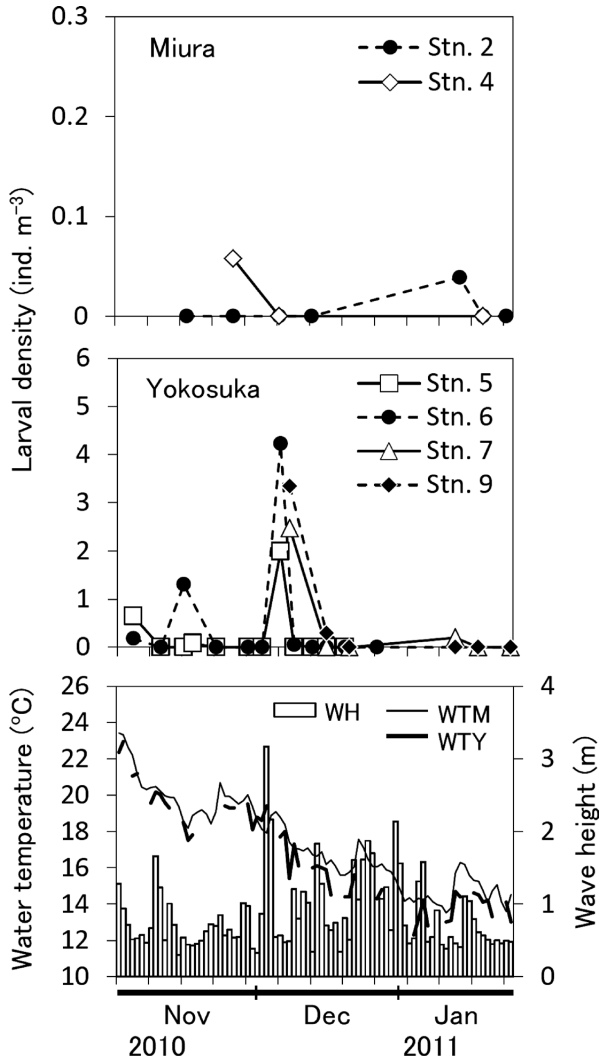 Larval density (ind. m⁻³)
Miura
Stn. 2
Stn. 4
0.3
0.2
0.1
0
Yokosuka
Stn. 5
Stn. 6
Stn. 7
Stn. 9
6
5
4
3
2
1
0
Water temperature (℃)
26
24
22
20
18
16
14
12
10
WH
WTM
WTY
4
3
2
1
0
Wave height (m)
Nov
Dec
Jan
2010
2011